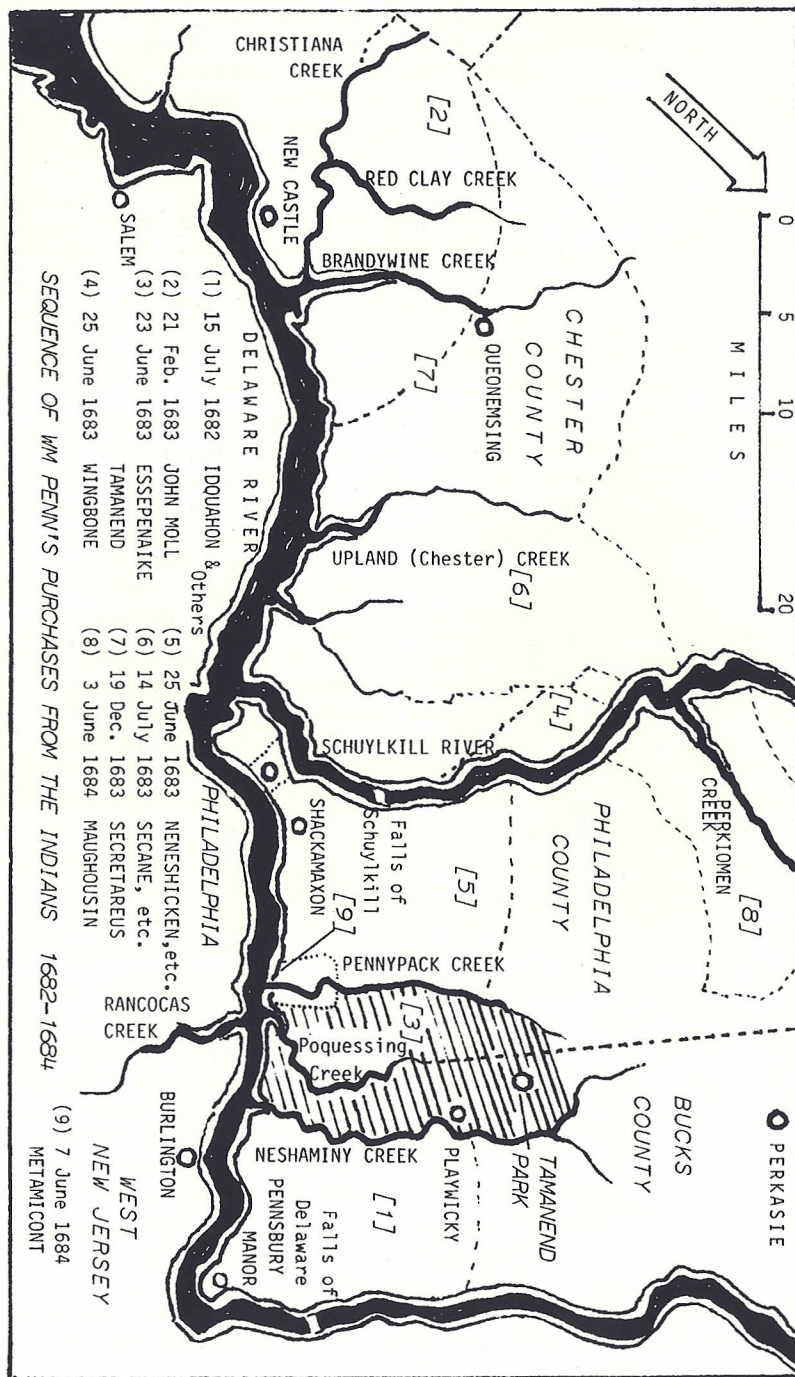 CHRISTIANA
CREEK
[2]
NORTH
RED CLAY CREEK
NEW CASTLE
SALEM
BRANDYWINE CREEK
QUEONEMSING
CHESTER
COUNTY
[7]
0
5
10
20
MILES
DELAWARE RIVER
UPLAND (Chester) CREEK
[6]
[4]
SCHUYLKILL RIVER
PERKIOMEN
CREEK
[8]
PHILADELPHIA
SHACKAMAXON
Falls of
Schuylkill
[5]
PHILADELPHIA
COUNTY
[9]
PENNYPACK CREEK
[3]
Poquessing
Creek
RANCOCAS
CREEK
NESHAMINY CREEK
PLAYWICKY
TAMANEND
PARK
BUCKS
COUNTY
PERKASIE
BURLINGTON
WEST
NEW JERSEY
[1]
Falls of
Delaware
PENNSBURY
MANOR
(1) 15 July 1682 IDQUAHON &
Others
(2) 21 Feb. 1683 JOHN MOLL
(3) 23 June 1683 ESSEPENAIKE
TAMANEND
(4) 25 June 1683 WINGBONE
(5) 25 June 1683 NENESHICKEN,etc.
(6) 14 July 1683 SECANE, etc.
(7) 19 Dec. 1683 SECRETAREUS
(8) 3 June 1684 MAUGHOUSIN
(9) 7 June 1684
METAMICONT
SEQUENCE OF WM PENN'S PURCHASES FROM THE INDIANS 1682-1684